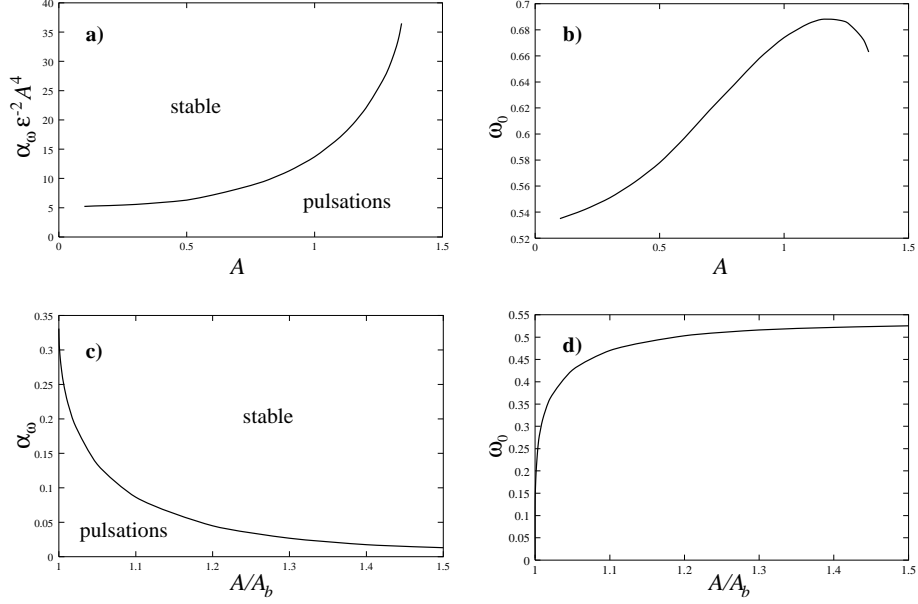 a)
40
35
30
25
20
15
10
5
0
α_ω ε^-2 A^4
stable
pulsations
0 0.5 1 1.5
A
b)
0.7
0.68
0.66
0.64
0.62
0.6
0.58
0.56
0.54
0.52
ω_0
0 0.5 1 1.5
A
c)
0.35
0.3
0.25
0.2
0.15
0.1
0.05
0
α_ω
stable
pulsations
1 1.1 1.2 1.3 1.4 1.5
A/A_b
d)
0.55
0.5
0.45
0.4
0.35
0.3
0.25
0.2
0.15
0.1
0.05
0
ω_0
1 1.1 1.2 1.3 1.4 1.5
A/A_b